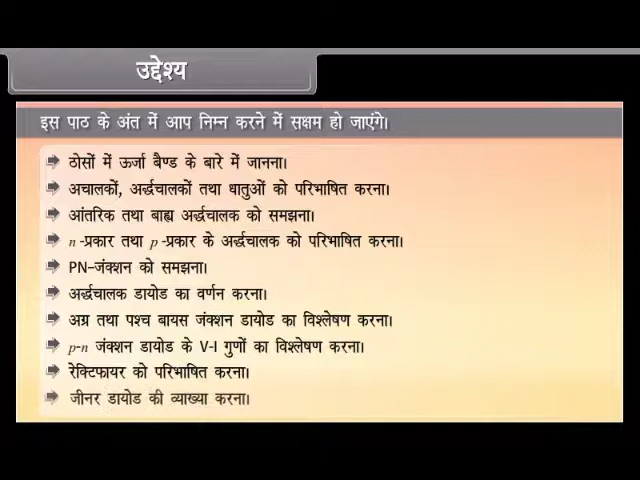 उद्देश्य
इस पाठ के अंत में आप निम्न करने में सक्षम हो जाएंगे।
ठोसों में ऊर्जा बैण्ड के बारे में जानना।
अचालकों, अर्द्धचालकों तथा धातुओं को परिभाषित करना।
आंतरिक तथा बाह्य अर्द्धचालक को समझना।
n-प्रकार तथा p-प्रकार के अर्द्धचालक को परिभाषित करना।
PN-जंक्शन को समझना।
अर्द्धचालक डायोड का वर्णन करना।
अग्र तथा पश्च बायस जंक्शन डायोड का विश्लेषण करना।
p-n जंक्शन डायोड के V-I गुणों का विश्लेषण करना।
रेक्टिफायर को परिभाषित करना।
जीनर डायोड की व्याख्या करना।